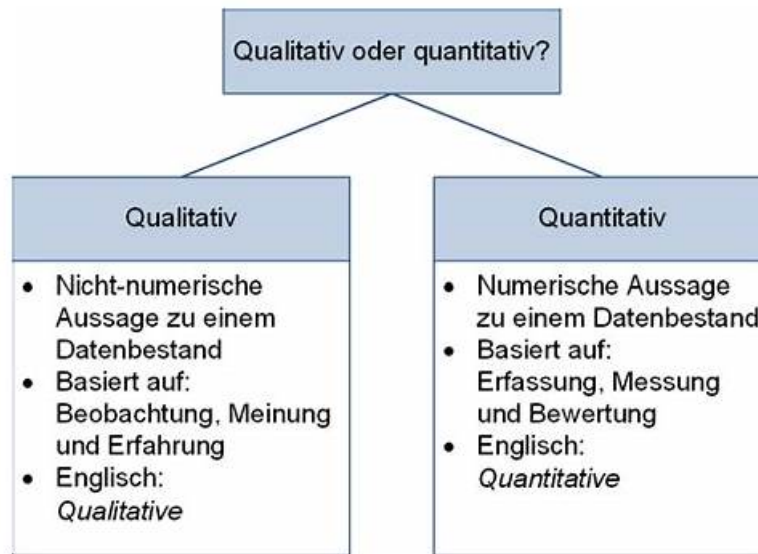 Qualitativ oder quantitativ?
Qualitativ
• Nicht-numerische
Aussage zu einem
Datenbestand
• Basiert auf:
Beobachtung, Meinung
und Erfahrung
• Englisch:
Qualitative
Quantitativ
• Numerische Aussage
zu einem Datenbestand
• Basiert auf:
Erfassung, Messung
und Bewertung
• Englisch:
Quantitative